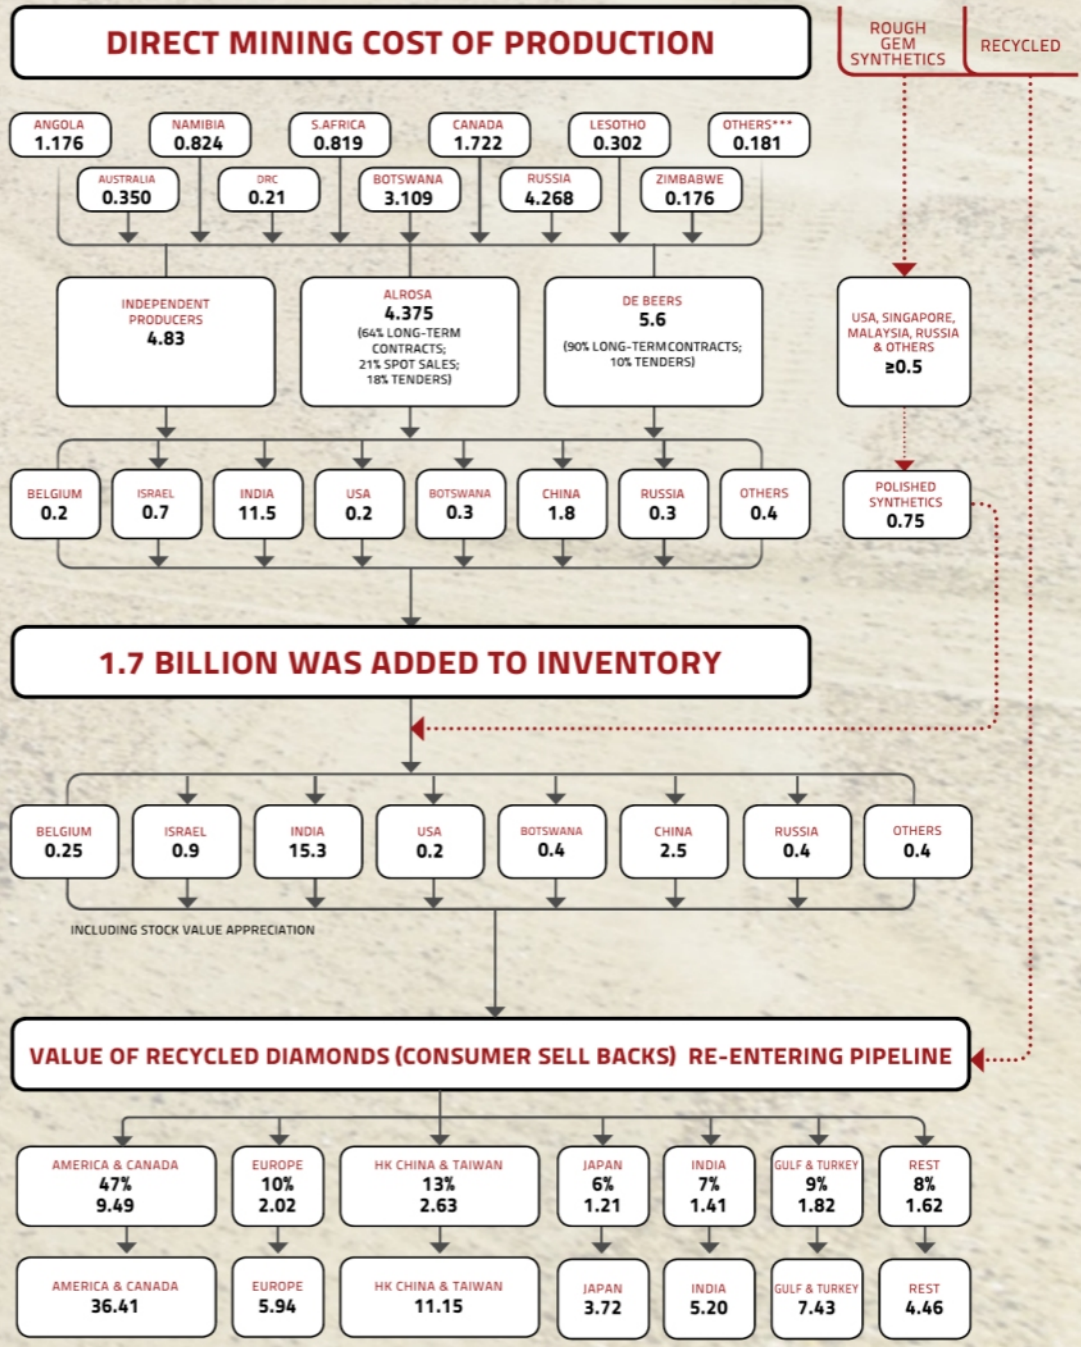 DIRECT MINING COST OF PRODUCTION
ROUGH
GEM
SYNTHETICS
RECYCLED
ANGOLA
1.176
NAMIBIA
0.824
S.AFRICA
0.819
CANADA
1.722
LESOTHO
0.302
OTHERS***
0.181
AUSTRALIA
0.350
DRC
0.21
BOTSWANA
3.109
RUSSIA
4.268
ZIMBABWE
0.176
INDEPENDENT
PRODUCERS
4.83
ALROSA
4.375
(64% LONG-TERM
CONTRACTS;
21% SPOT SALES;
18% TENDERS)
DE BEERS
5.6
(90% LONG-TERMCONTRACTS;
10% TENDERS)
USA, SINGAPORE,
MALAYSIA, RUSSIA
& OTHERS
≥0.5
BELGIUM
0.2
ISRAEL
0.7
INDIA
11.5
USA
0.2
BOTSWANA
0.3
CHINA
1.8
RUSSIA
0.3
OTHERS
0.4
POLISHED
SYNTHETICS
0.75
1.7 BILLION WAS ADDED TO INVENTORY
BELGIUM
0.25
ISRAEL
0.9
INDIA
15.3
USA
0.2
BOTSWANA
0.4
CHINA
2.5
RUSSIA
0.4
OTHERS
0.4
INCLUDING STOCK VALUE APPRECIATION
VALUE OF RECYCLED DIAMONDS (CONSUMER SELL BACKS) RE-ENTERING PIPELINE
AMERICA & CANADA
47%
9.49
EUROPE
10%
2.02
HK CHINA & TAIWAN
13%
2.63
JAPAN
6%
1.21
INDIA
7%
1.41
GULF & TURKEY
9%
1.82
REST
8%
1.62
AMERICA & CANADA
36.41
EUROPE
5.94
HK CHINA & TAIWAN
11.15
JAPAN
3.72
INDIA
5.20
GULF & TURKEY
7.43
REST
4.46